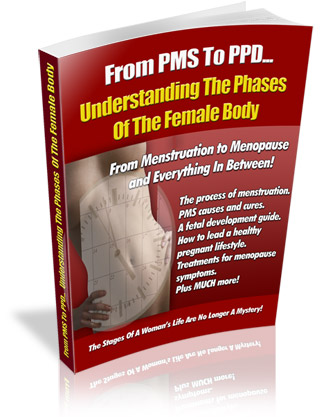 From PMS To PPD...
Understanding The Phases
Of The Female Body
From Menstruation to Menopause
and Everything In Between!
The process of menstruation.
PMS causes and cures.
A fetal development guide.
How to lead a healthy
pregnant lifestyle.
Treatments for menopause
symptoms.
Plus MUCH more!
The Stages Of A Woman's Life Are No Longer A Mystery!
From PMS To PPD... Understanding The Phases Of The Female Body